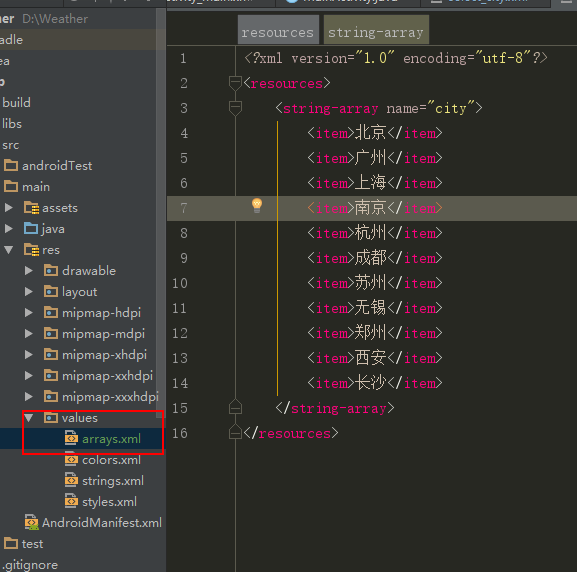 her D:\Weather
adle
ea
p
build
libs
src
androidTest
main
assets
java
res
drawable
layout
mipmap-hdpi
mipmap-mdpi
mipmap-xhdpi
mipmap-xxhdpi
mipmap-xxxhdpi
values
arrays.xml
colors.xml
strings.xml
styles.xml
AndroidManifest.xml
test
.gitignore
resources string-array
1 <?xml version="1.0" encoding="utf-8"?>
2 <resources>
3 <string-array name="city">
4 <item>北京</item>
5 <item>广州</item>
6 <item>上海</item>
7 <item>南京</item>
8 <item>杭州</item>
9 <item>成都</item>
10 <item>苏州</item>
11 <item>无锡</item>
12 <item>郑州</item>
13 <item>西安</item>
14 <item>长沙</item>
15 </string-array>
16 </resources>